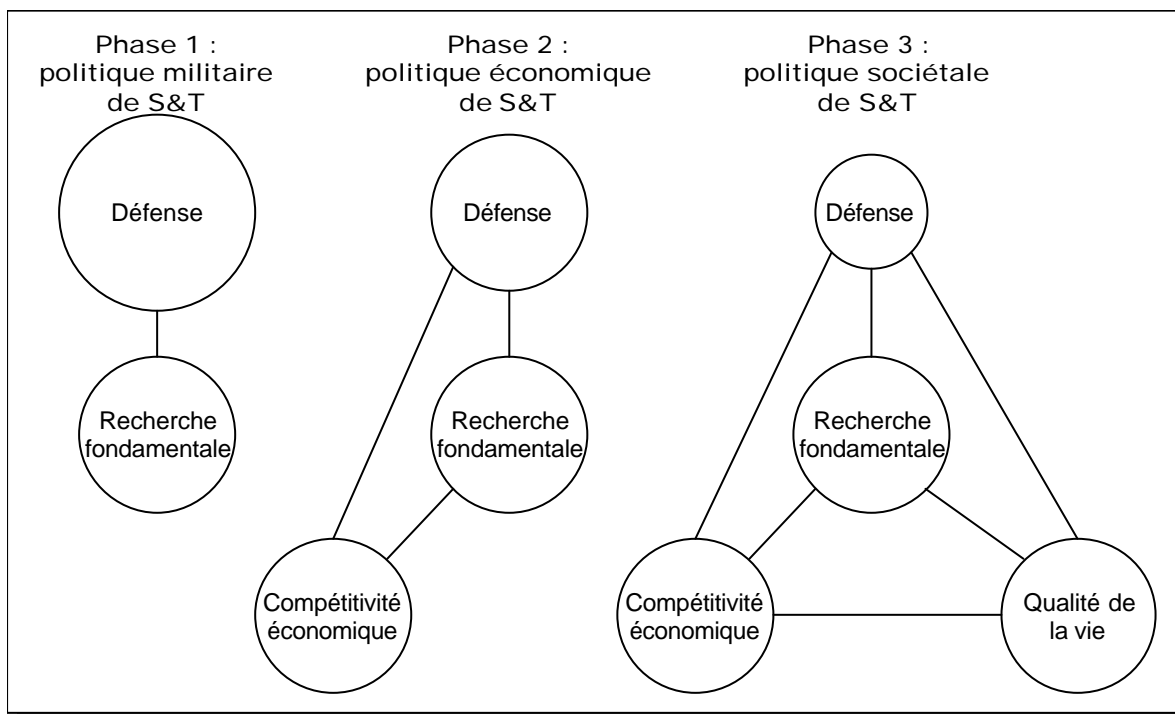 Phase 1 :
politique militaire
de S&T
Défense
Recherche
fondamentale
Phase 2 :
politique économique
de S&T
Défense
Recherche
fondamentale
Compétitivité
économique
Phase 3 :
politique sociétale
de S&T
Défense
Recherche
fondamentale
Compétitivité
économique
Qualité de
la vie